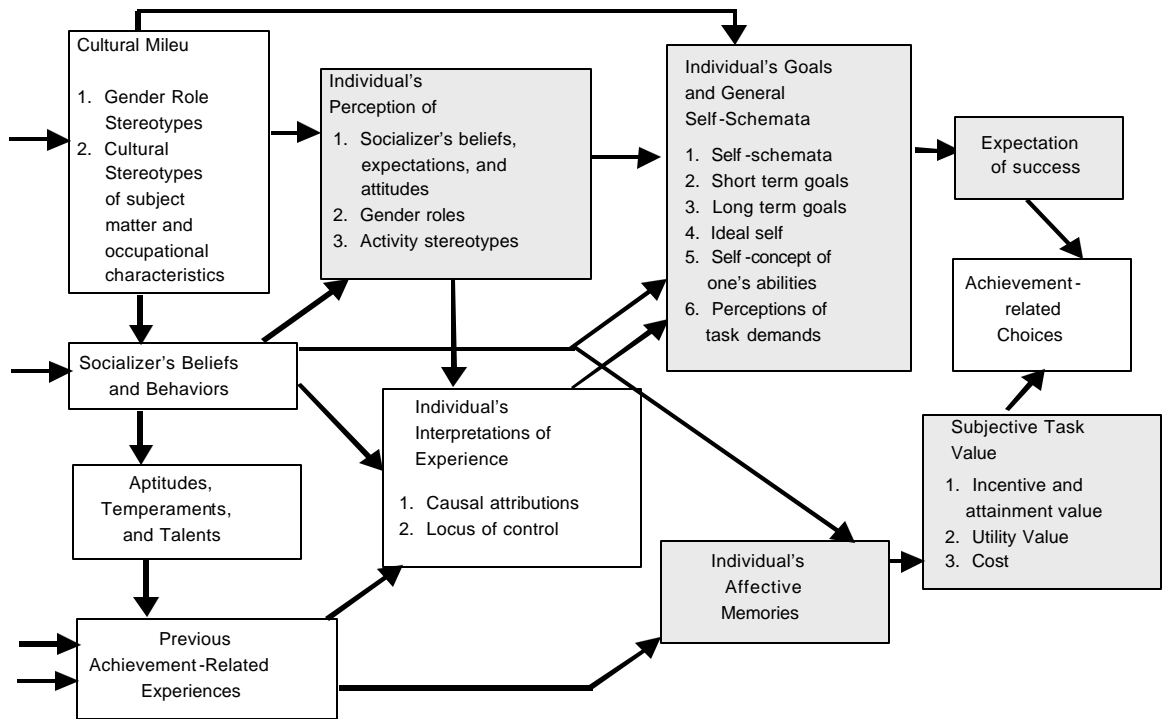 Cultural Mileu
1. Gender Role
Stereotypes
2. Cultural
Stereotypes
of subject
matter and
occupational
characteristics
Individual's
Perception of
1. Socializer's beliefs,
expectations, and
attitudes
2. Gender roles
3. Activity stereotypes
Individual's Goals
and General
Self-Schemata
1. Self-schemata
2. Short term goals
3. Long term goals
4. Ideal self
5. Self-concept of
one's abilities
6. Perceptions of
task demands
Expectation
of success
Achievement-
related
Choices
Socializer's Beliefs
and Behaviors
Individual's
Interpretations of
Experience
1. Causal attributions
2. Locus of control
Subjective Task
Value
1. Incentive and
attainment value
2. Utility Value
3. Cost
Aptitudes,
Temperaments,
and Talents
Individual's
Affective
Memories
Previous
Achievement-Related
Experiences